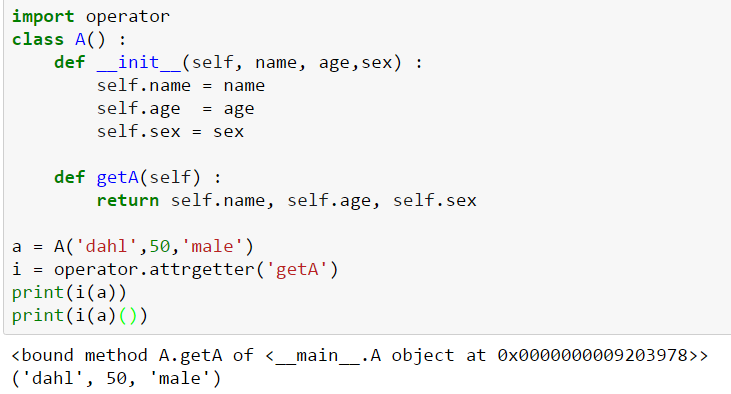 import operator
class A() :
    def __init__(self, name, age,sex) :
        self.name = name
        self.age  = age
        self.sex = sex

    def getA(self) :
        return self.name, self.age, self.sex

a = A('dahl',50,'male')
i = operator.attrgetter('getA')
print(i(a))
print(i(a)())
<bound method A.getA of <__main__.A object at 0x0000000009203978>>
('dahl', 50, 'male')